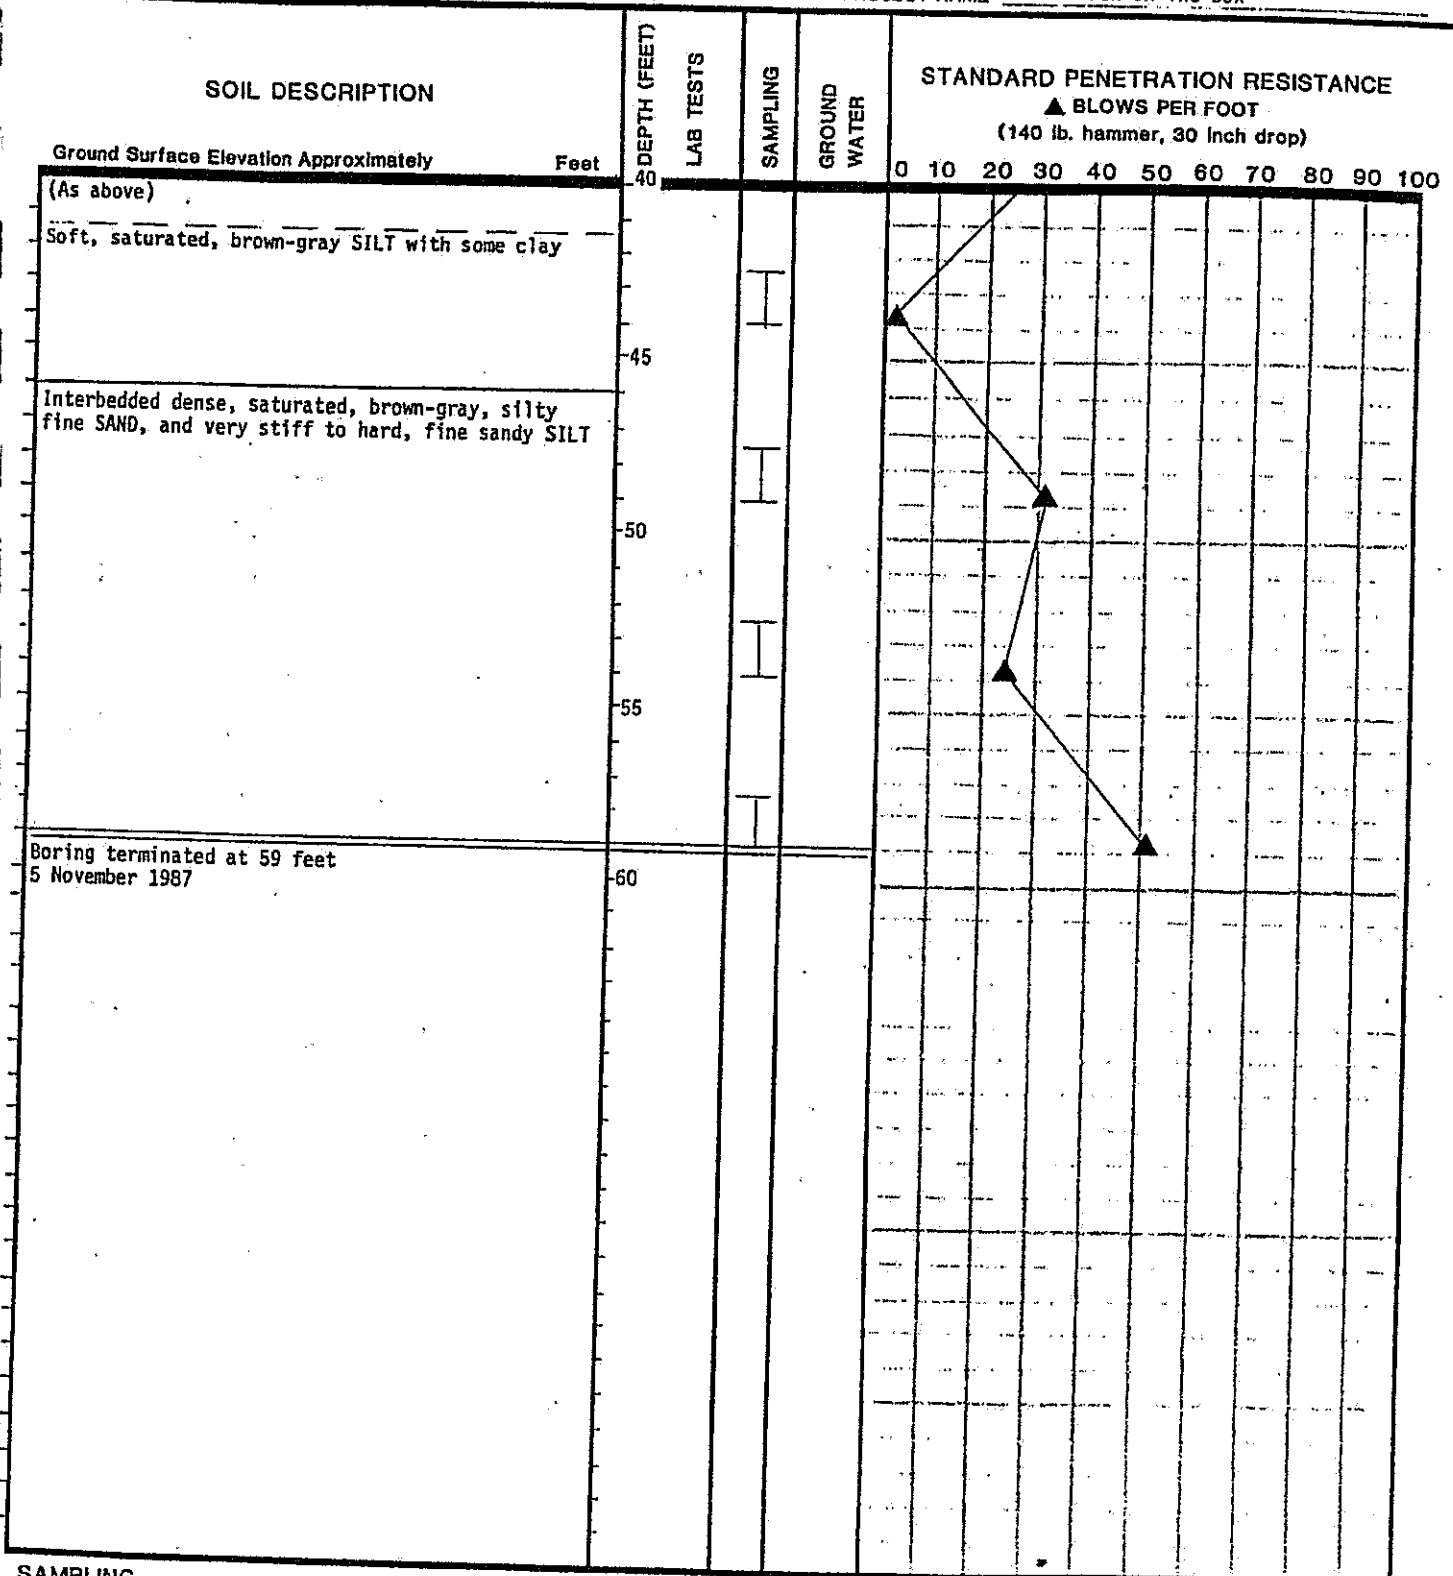 SOIL DESCRIPTION
Ground Surface Elevation Approximately Feet
DEPTH (FEET)
LAB TESTS
SAMPLING
GROUND
WATER
STANDARD PENETRATION RESISTANCE
▲ BLOWS PER FOOT
(140 lb. hammer, 30 inch drop)
0 10 20 30 40 50 60 70 80 90 100
40
(As above)
Soft, saturated, brown-gray SILT with some clay
45
Interbedded dense, saturated, brown-gray, silty
fine SAND, and very stiff to hard, fine sandy SILT
50
55
Boring terminated at 59 feet
5 November 1987
60
SAMPLING